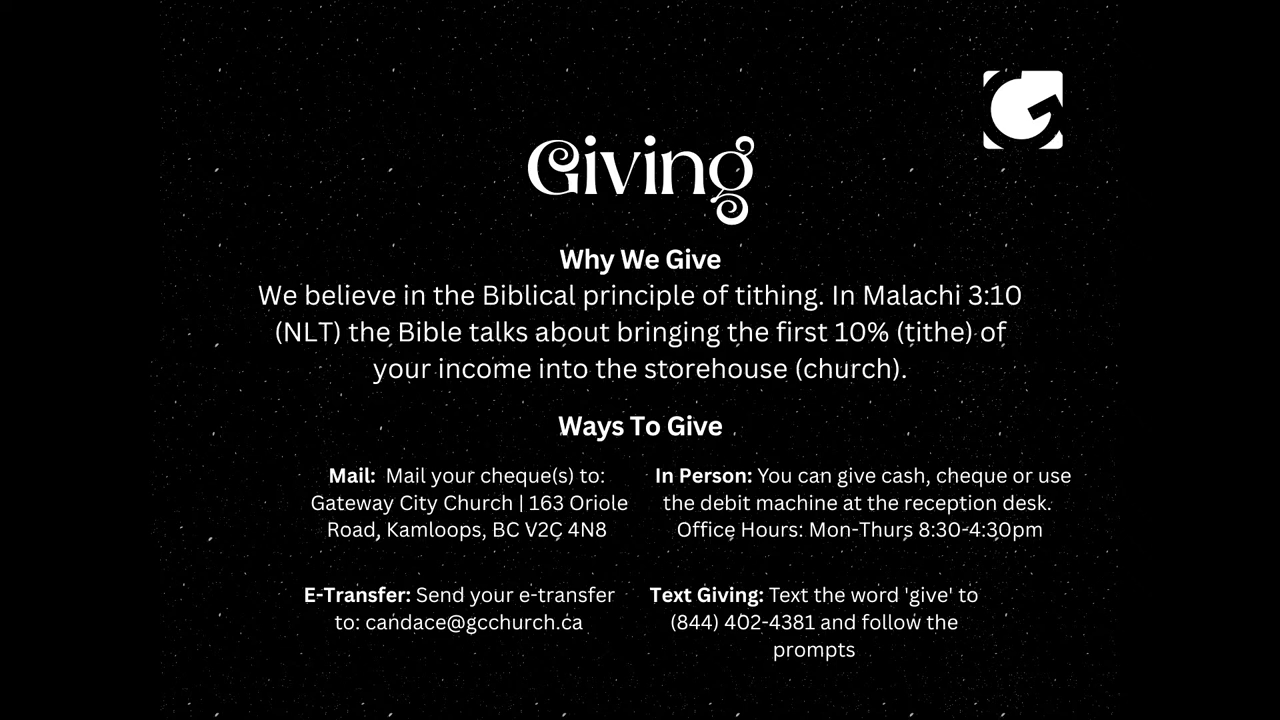 Giving
Why We Give
We believe in the Biblical principle of tithing. In Malachi 3:10
(NLT) the Bible talks about bringing the first 10% (tithe) of
your income into the storehouse (church).
Ways To Give
Mail: Mail your cheque(s) to:
Gateway City Church | 163 Oriole
Road, Kamloops, BC V2C 4N8
In Person: You can give cash, cheque or use
the debit machine at the reception desk.
Office Hours: Mon-Thurs 8:30-4:30pm
E-Transfer: Send your e-transfer
to: candace@gcchurch.ca
Text Giving: Text the word 'give' to
(844) 402-4381 and follow the
prompts